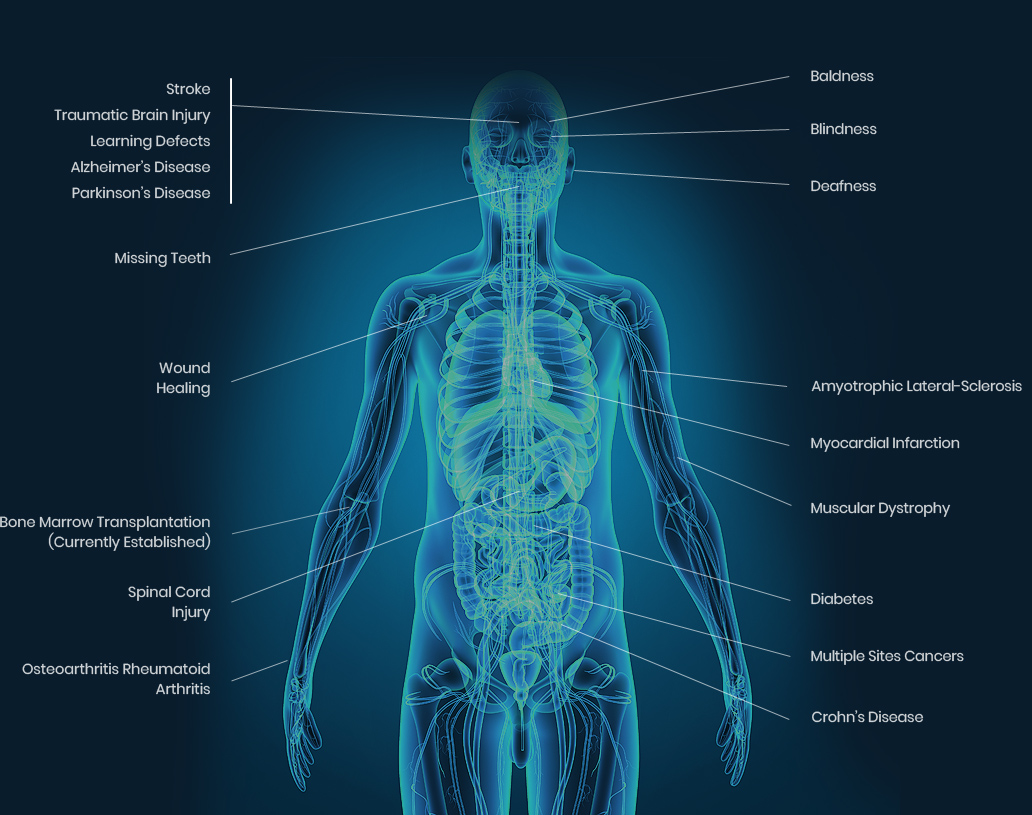 Stroke
Traumatic Brain Injury
Learning Defects
Alzheimer's Disease
Parkinson's Disease
Missing Teeth
Wound
Healing
Bone Marrow Transplantation
(Currently Established)
Spinal Cord
Injury
Osteoarthritis Rheumatoid
Arthritis
Baldness
Blindness
Deafness
Amyotrophic Lateral-Sclerosis
Myocardial Infarction
Muscular Dystrophy
Diabetes
Multiple Sites Cancers
Crohn's Disease